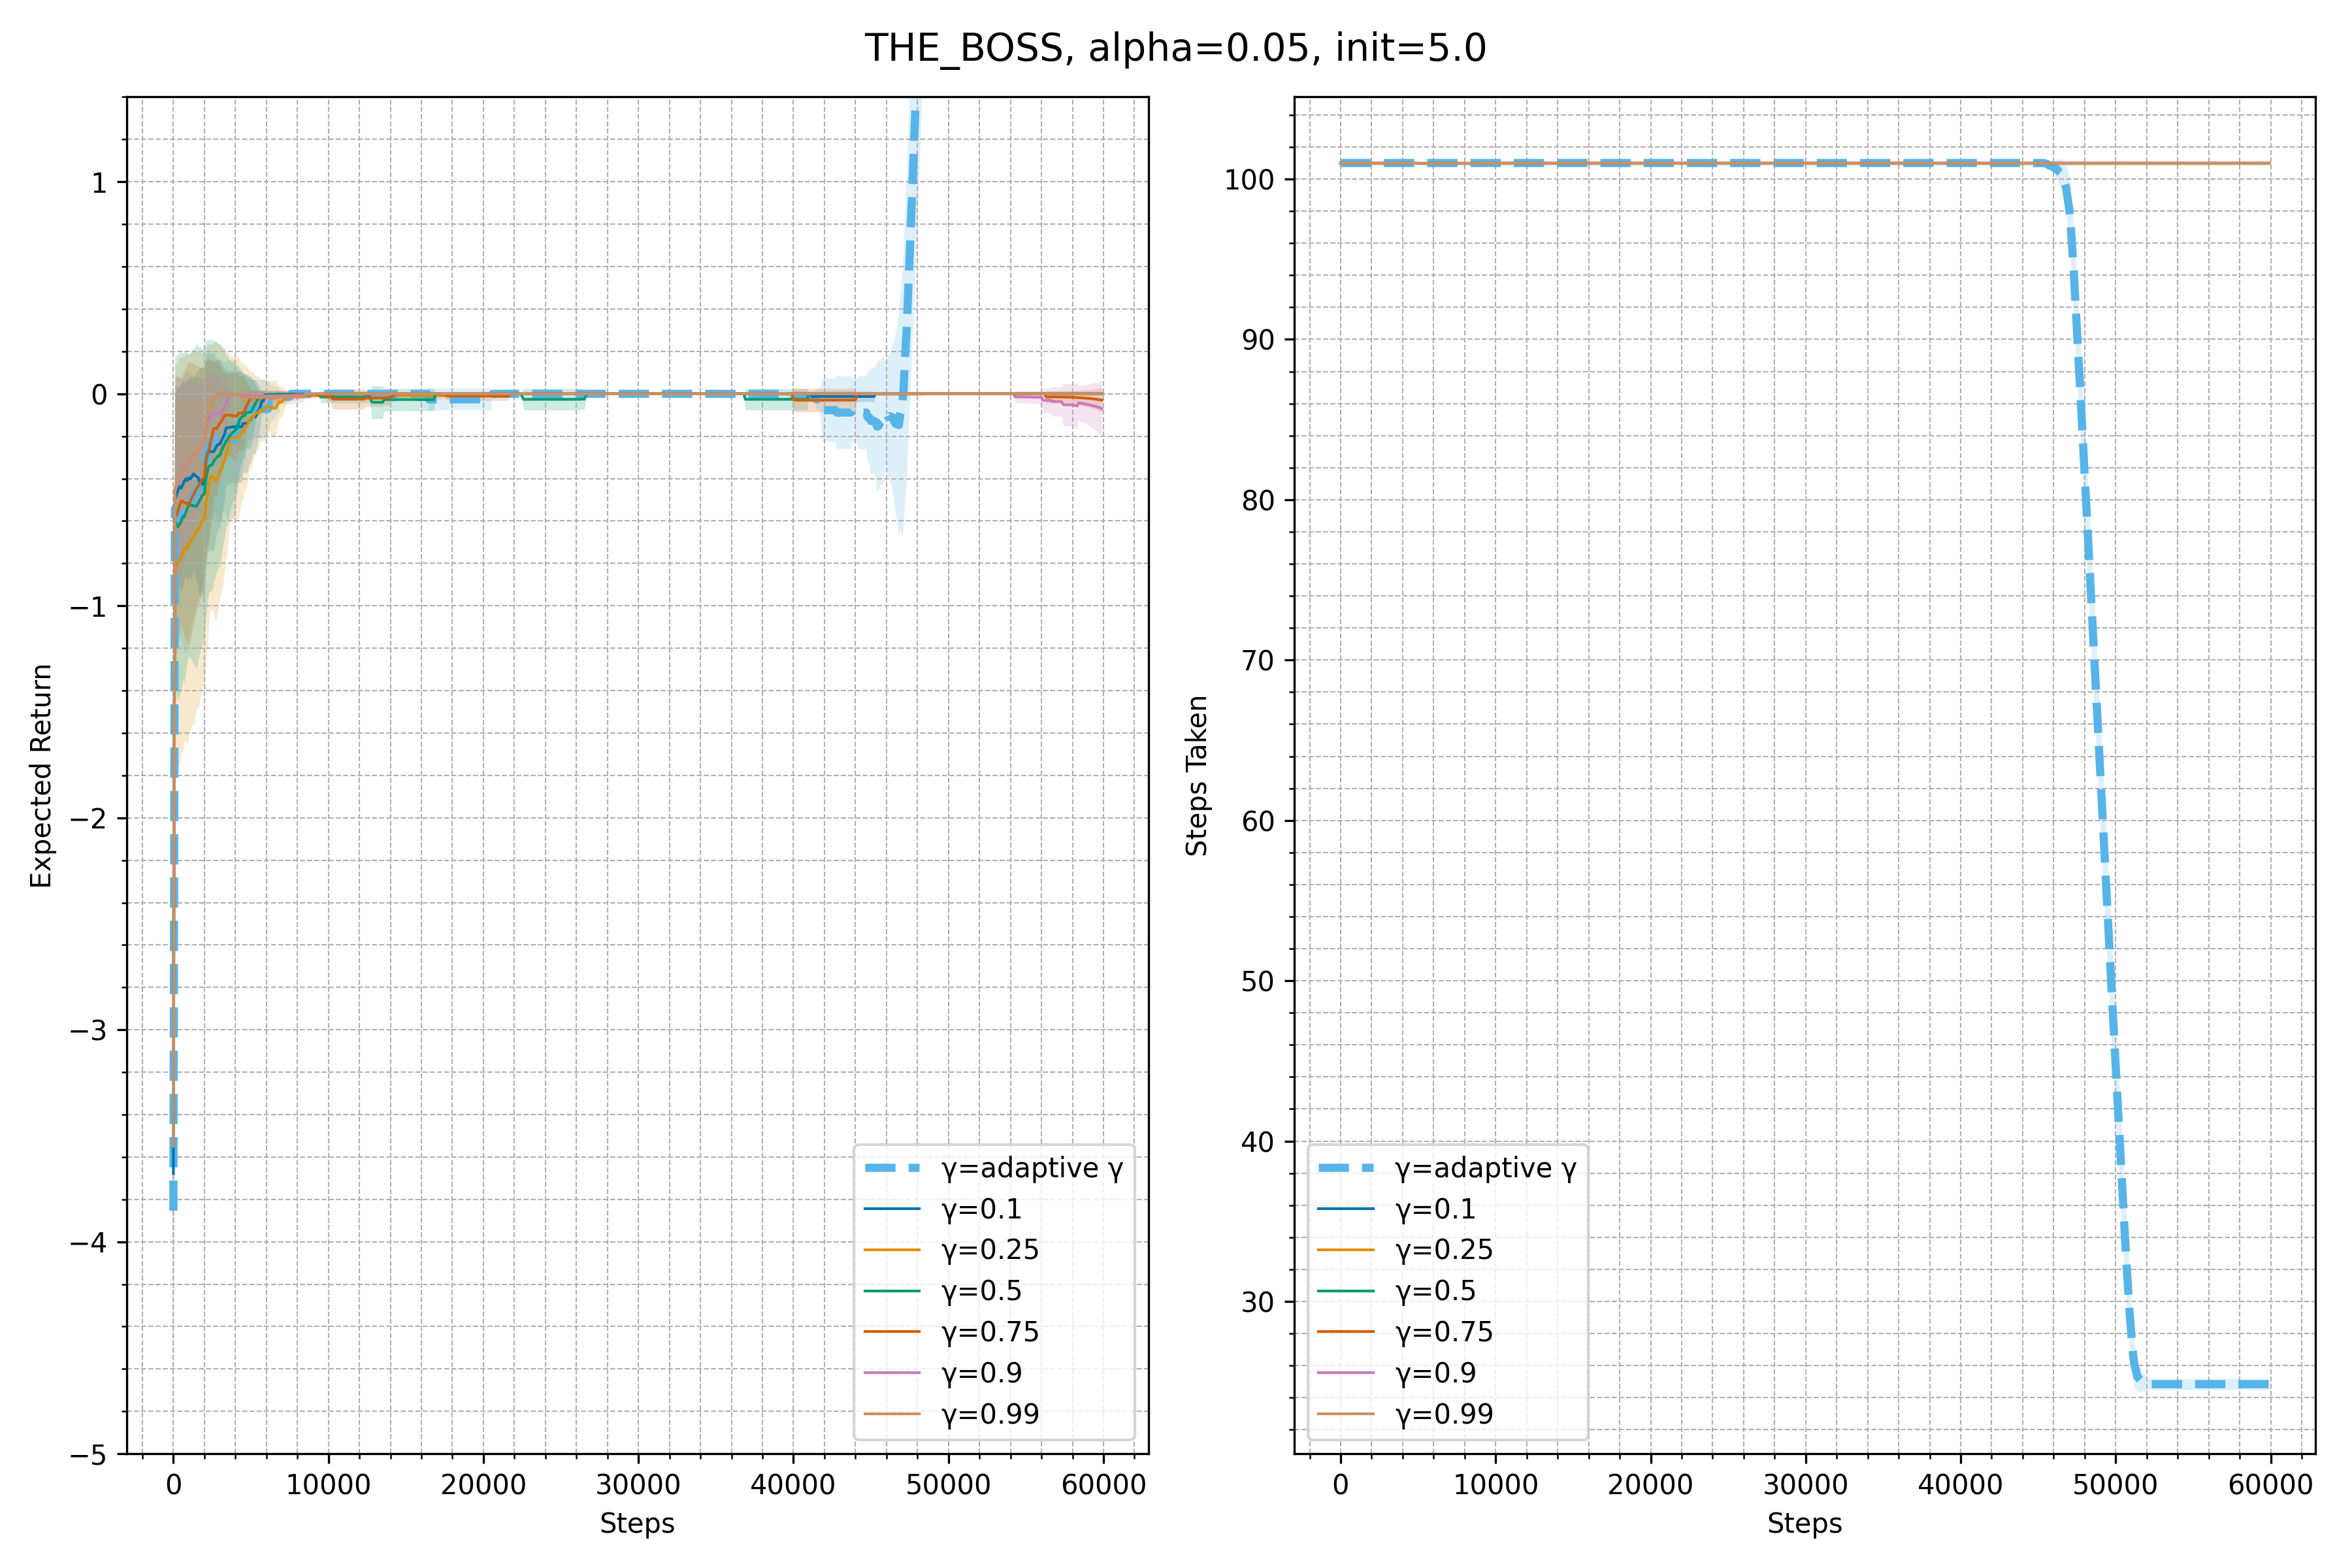 THE_BOSS, alpha=0.05, init=5.0
Expected Return
1
0
−1
−2
−3
−4
−5
0 10000 20000 30000 40000 50000 60000
Steps
γ=adaptive γ
γ=0.1
γ=0.25
γ=0.5
γ=0.75
γ=0.9
γ=0.99
Steps Taken
100
90
80
70
60
50
40
30
0 10000 20000 30000 40000 50000 60000
Steps
γ=adaptive γ
γ=0.1
γ=0.25
γ=0.5
γ=0.75
γ=0.9
γ=0.99